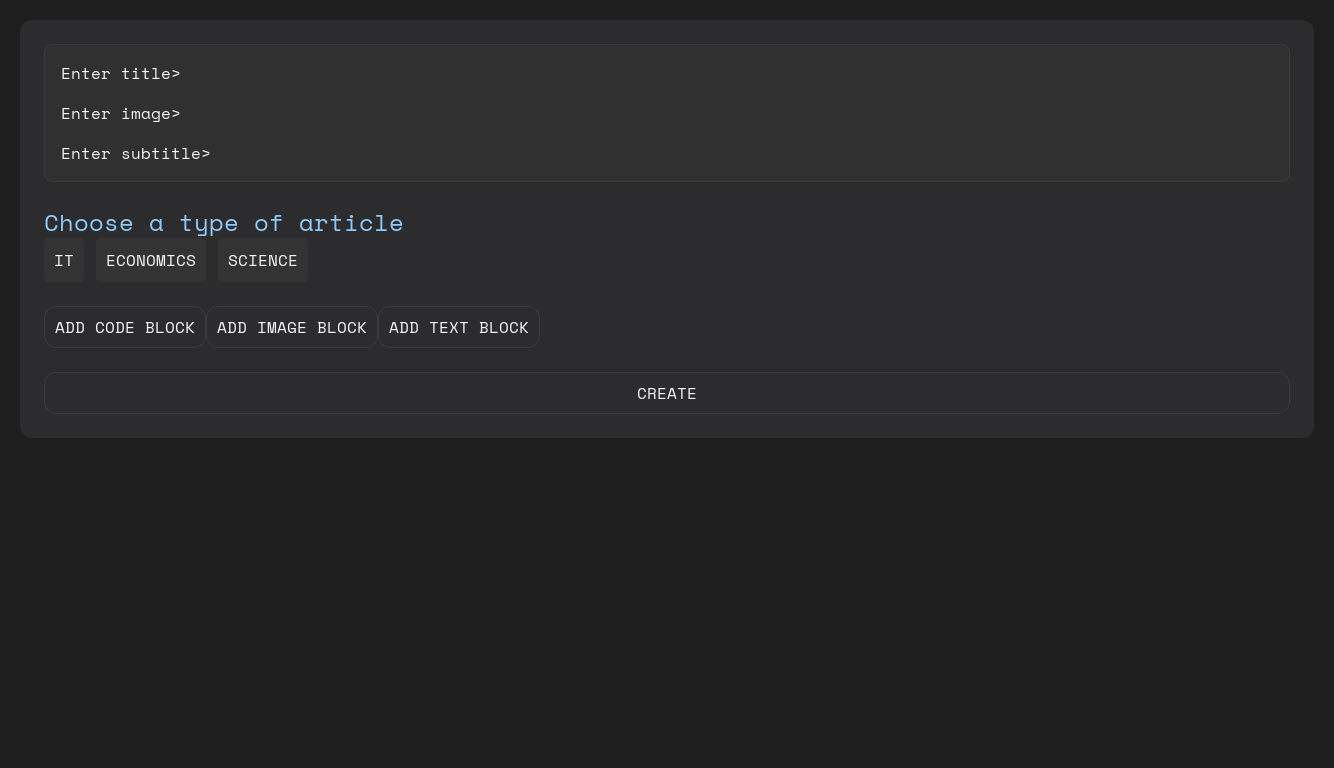 Enter title>
Enter image>
Enter subtitle>
Choose a type of article
IT ECONOMICS SCIENCE
ADD CODE BLOCK ADD IMAGE BLOCK ADD TEXT BLOCK
CREATE